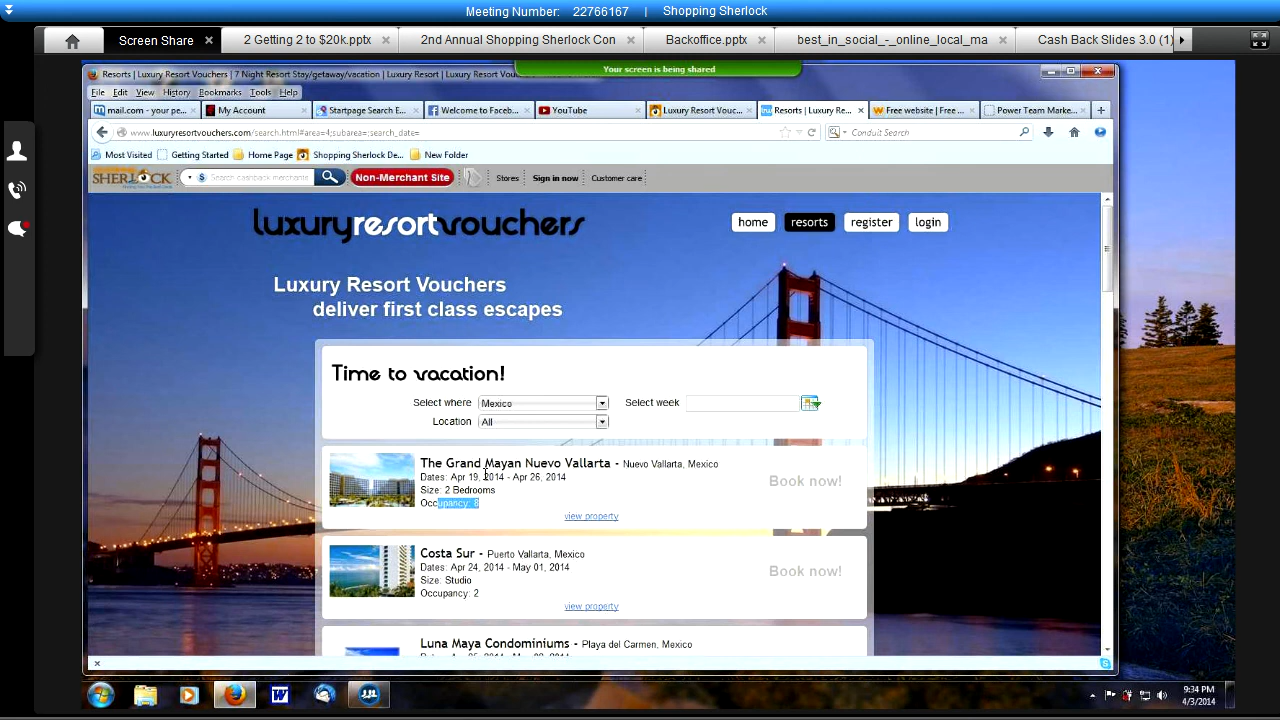 Meeting Number: 22766167 | Shopping Sherlock
Screen Share
2 Getting 2 to $20k.pptx
2nd Annual Shopping Sherlock Con
Backoffice.pptx
best_in_social_-_online_local_ma
Cash Back Slides 3.0 (1)
Your screen is being shared
Resorts | Luxury Resort Vouchers | 7 Night Resort Stay/getaway/vacation | Luxury Resort | Luxury Resort Vou
File Edit View History Bookmarks Tools Help
mail.com - your pe...
My Account
Startpage Search E...
Welcome to Faceb...
YouTube
Luxury Resort Vouc...
Resorts | Luxury Re...
Free website | Free ...
Power Team Marke...
www.luxuryresortvouchers.com/search.html#area=4;subarea=;search_date=
Conduit Search
Most Visited
Getting Started
Home Page
Shopping Sherlock De...
New Folder
SHERLOCK
Search cashback merchants
Non-Merchant Site
Stores
Sign in now
Customer care
luxuryresortvouchers
home
resorts
register
login
Luxury Resort Vouchers
deliver first class escapes
Time to vacation!
Select where
Mexico
Select week
Location
All
The Grand Mayan Nuevo Vallarta - Nuevo Vallarta, Mexico
Dates: Apr 19, 2014 - Apr 26, 2014
Size: 2 Bedrooms
Occupancy: 8
Book now!
view property
Costa Sur - Puerto Vallarta, Mexico
Dates: Apr 24, 2014 - May 01, 2014
Size: Studio
Occupancy: 2
Book now!
view property
Luna Maya Condominiums - Playa del Carmen, Mexico
9:34 PM
4/3/2014